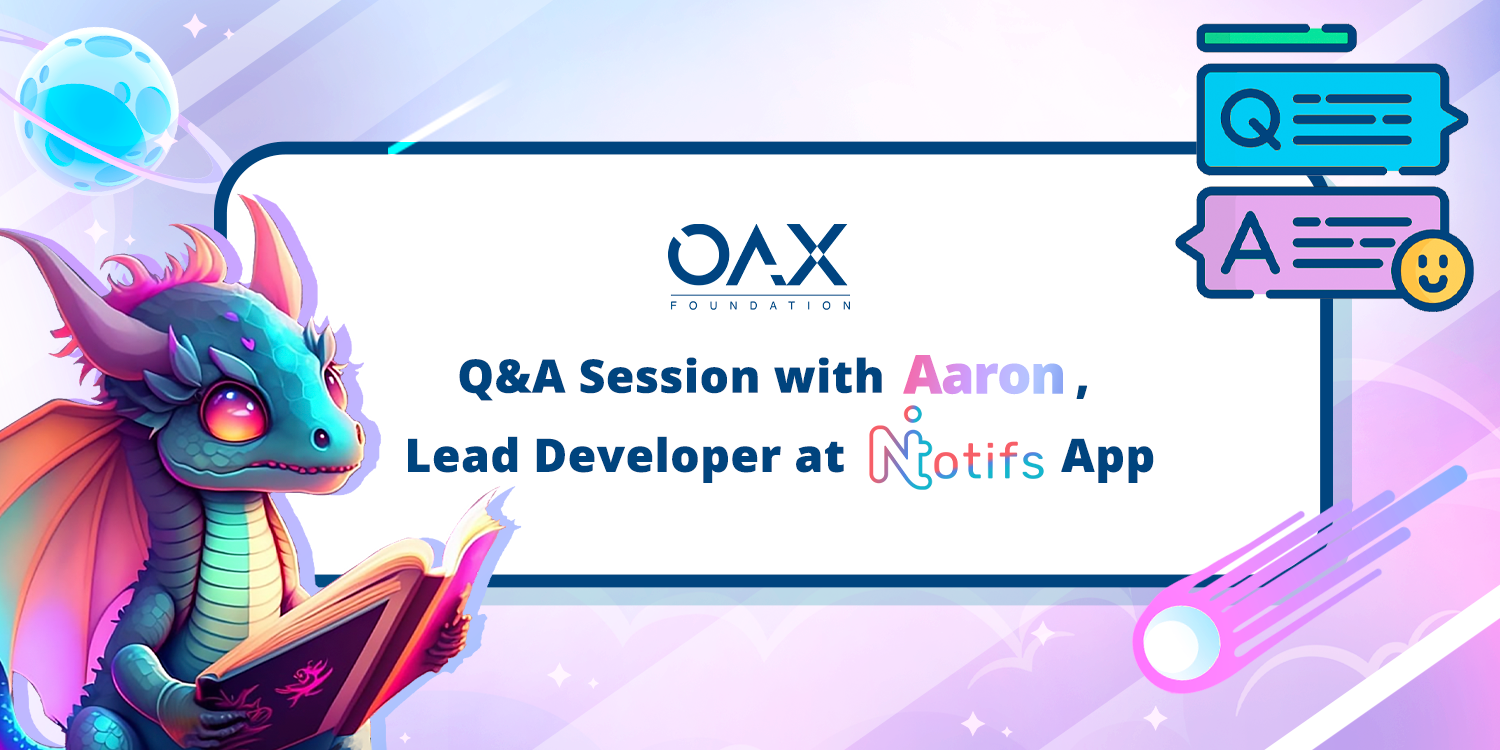 Q
A
OAX
FOUNDATION
Q&A Session with Aaron ,
Lead Developer at Notifs App